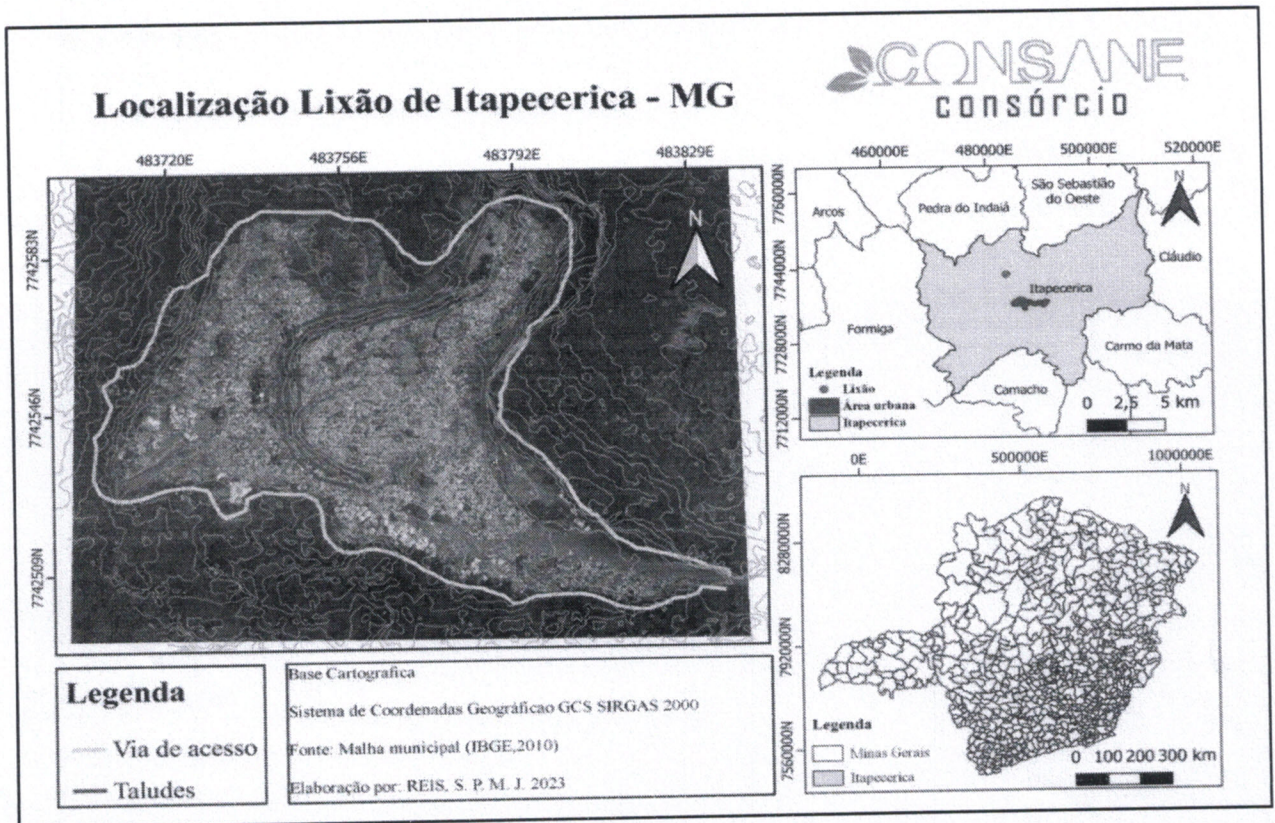 CONSANE
consórcio
Localização Lixão de Itapecerica - MG
483720E 483756E 483792E 483829E
7742583N
7742546N
7742509N
N
460000E 480000E 500000E 520000E
7760000N
7744000N
7728000N
7712000N
N
Arcos
Pedra do Indaiá
São Sebastião
do Oeste
Cláudio
Itapecerica
Formiga
Carmo da Mata
Camacho
Legenda
Lixão
Área urbana
Itapecerica
0 2,5 5 km
0E 500000E 1000000E
8280000N
7920000N
7560000N
N
Legenda
Minas Gerais
Itapecerica
0 100 200 300 km
Legenda
Via de acesso
Taludes
Base Cartografica
Sistema de Coordenadas Geográficao GCS SIRGAS 2000
Fonte: Malha municipal (IBGE,2010)
Elaboração por: REIS, S. P. M. J. 2023